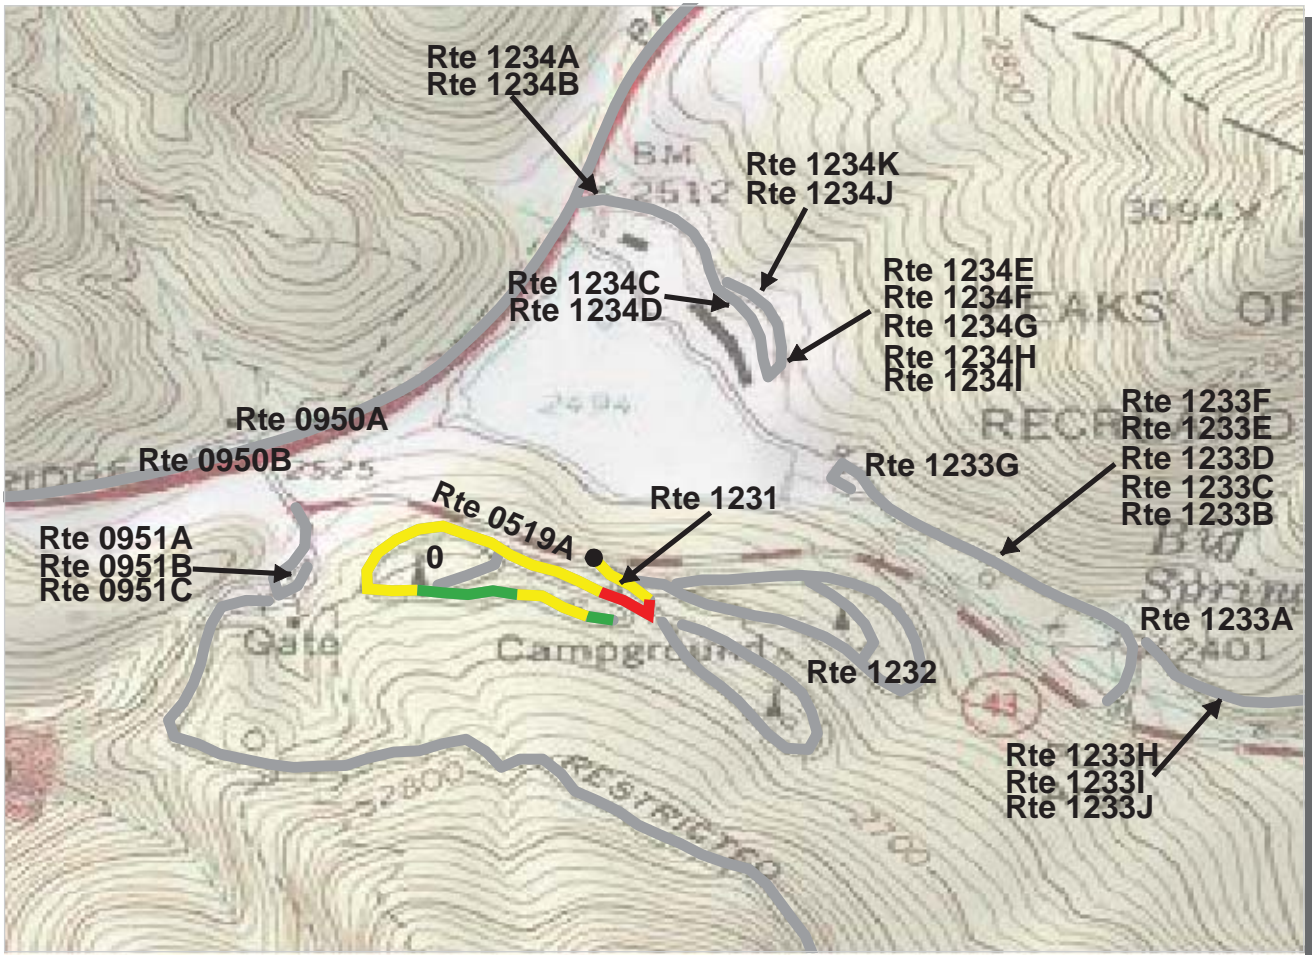 Rte 1234A
Rte 1234B
BM
2512
Rte 1234K
Rte 1234J
2800
3094
Rte 1234C
Rte 1234D
Rte 1234E
Rte 1234F
Rte 1234G
Rte 1234H
Rte 1234I
EAKS OF
2494
Rte 0950A
Rte 0950B
2525
Rte 1233F
Rte 1233E
Rte 1233D
Rte 1233C
Rte 1233B
Rte 1233G
Rte 0519A
Rte 1231
0
Rte 0951A
Rte 0951B
Rte 0951C
Big
Spring
Rte 1233A
2401
Gate
Campground
Rte 1232
43
Rte 1233H
Rte 1233I
Rte 1233J
2800
RESTRICTED
2700